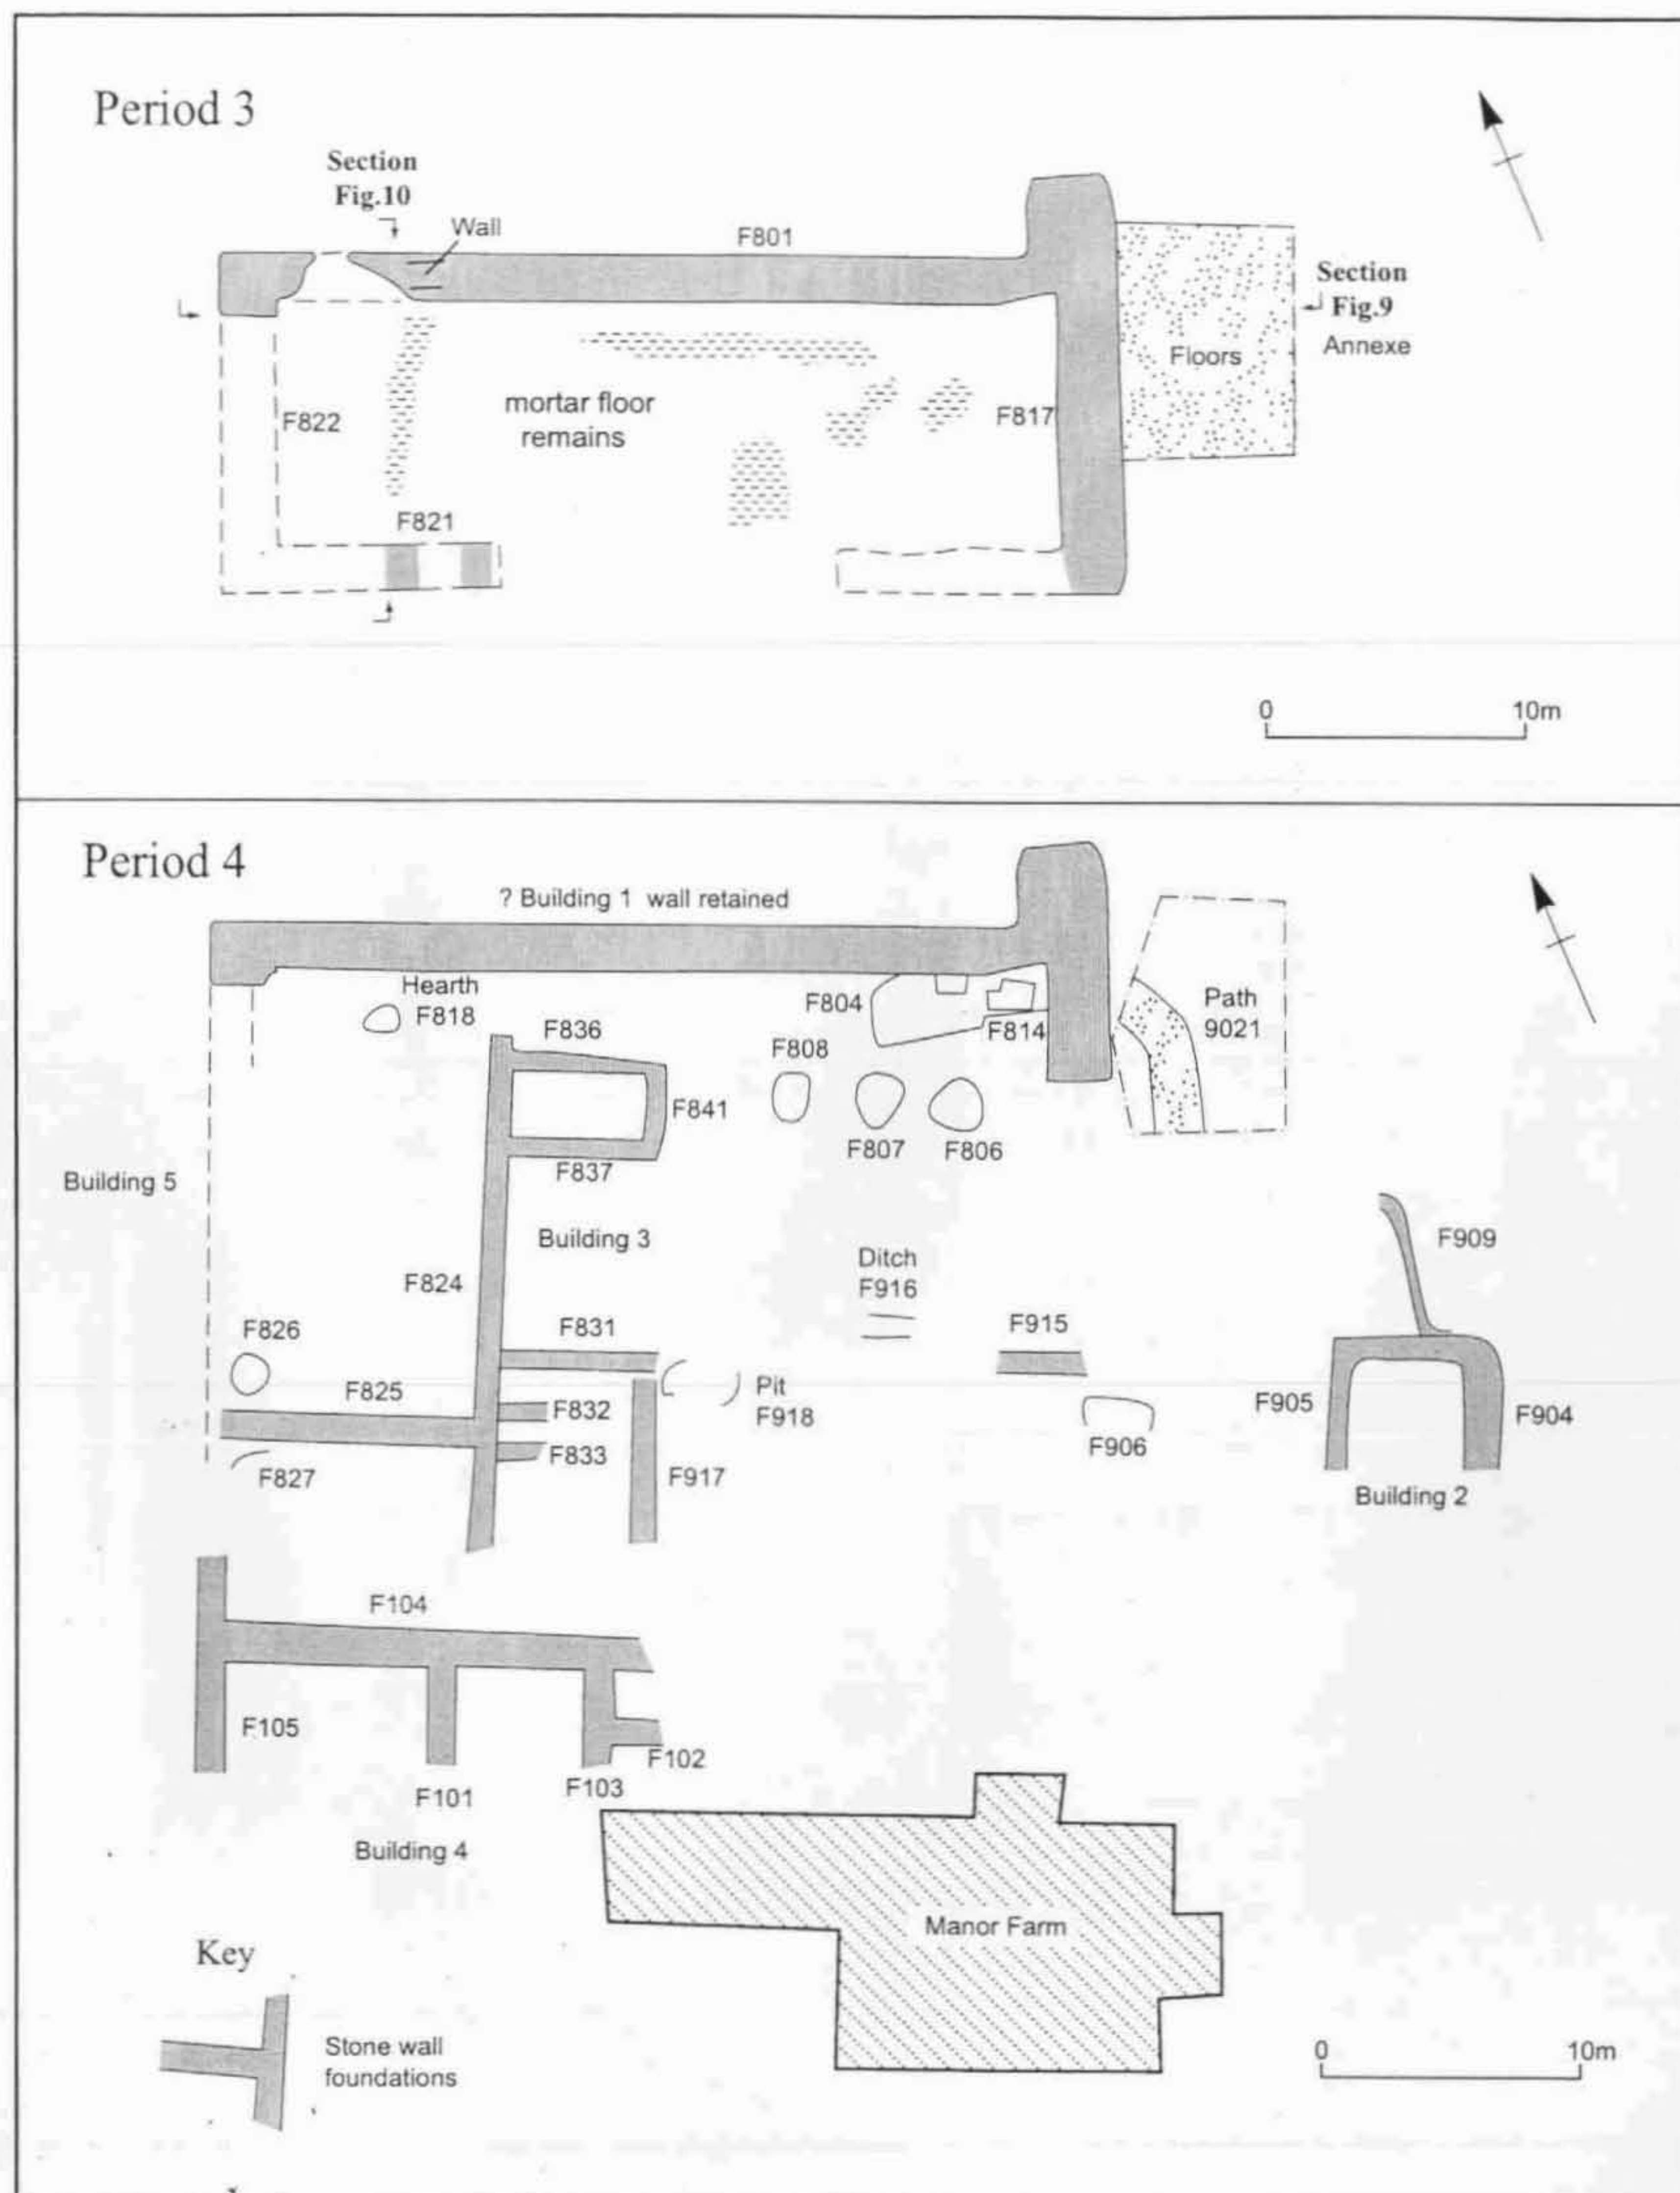 Period 3
Section
Fig.10
Wall
F801
Section
Fig.9
Annexe
Floors
F822
mortar floor
remains
F817
F821
0 10m
Period 4
? Building 1 wall retained
Hearth
F818
F836
F804
F814
Path
9021
F808
F841
F807
F806
F837
Building 5
Building 3
F824
Ditch
F916
F909
F826
F831
F915
F825
F832
Pit
F918
F905
F904
F833
F906
F827
F917
Building 2
F104
F105
F102
F101
F103
Building 4
Manor Farm
Key
Stone wall
foundations
0 10m